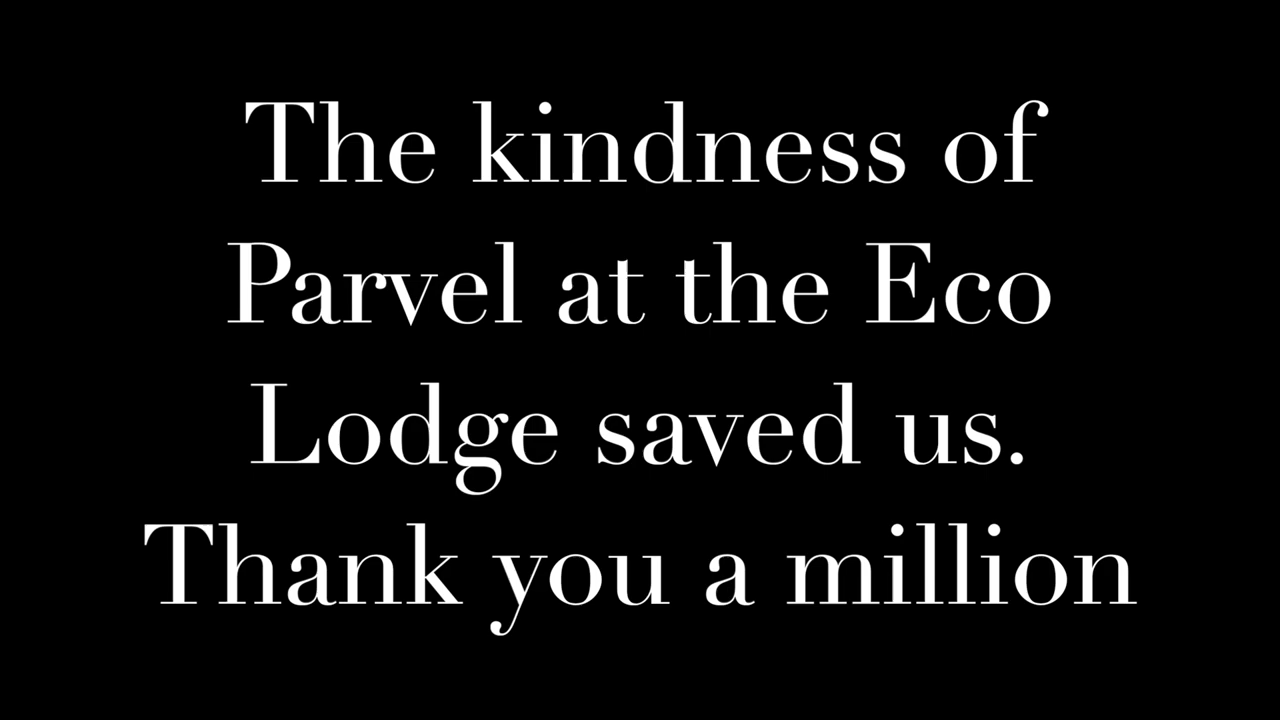 The kindness of
Parvel at the Eco
Lodge saved us.
Thank you a million